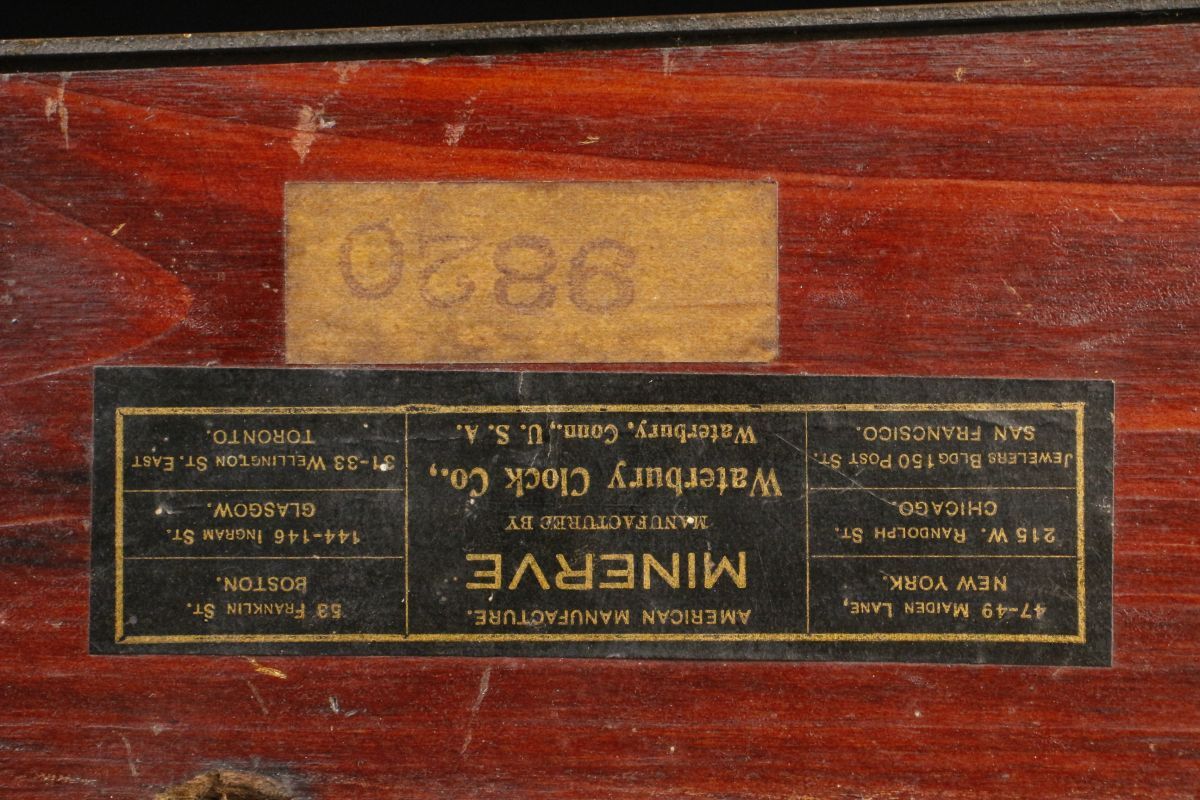 47-49 MAIDEN LANE,
NEW YORK.
215 W. RANDOLPH ST.
CHICAGO.
JEWELERS BLDG 150 POST ST.
SAN FRANCSICO.
AMERICAN MANUFACTURE.
MINERVE
MANUFACTURED BY
Waterbury Clock Co.,
Waterbury, Conn., U. S. A.
53 FRANKLIN ST.
BOSTON.
144-146 INGRAM ST.
GLASGOW.
31-33 WELLINGTON ST. EAST
TORONTO.
9820